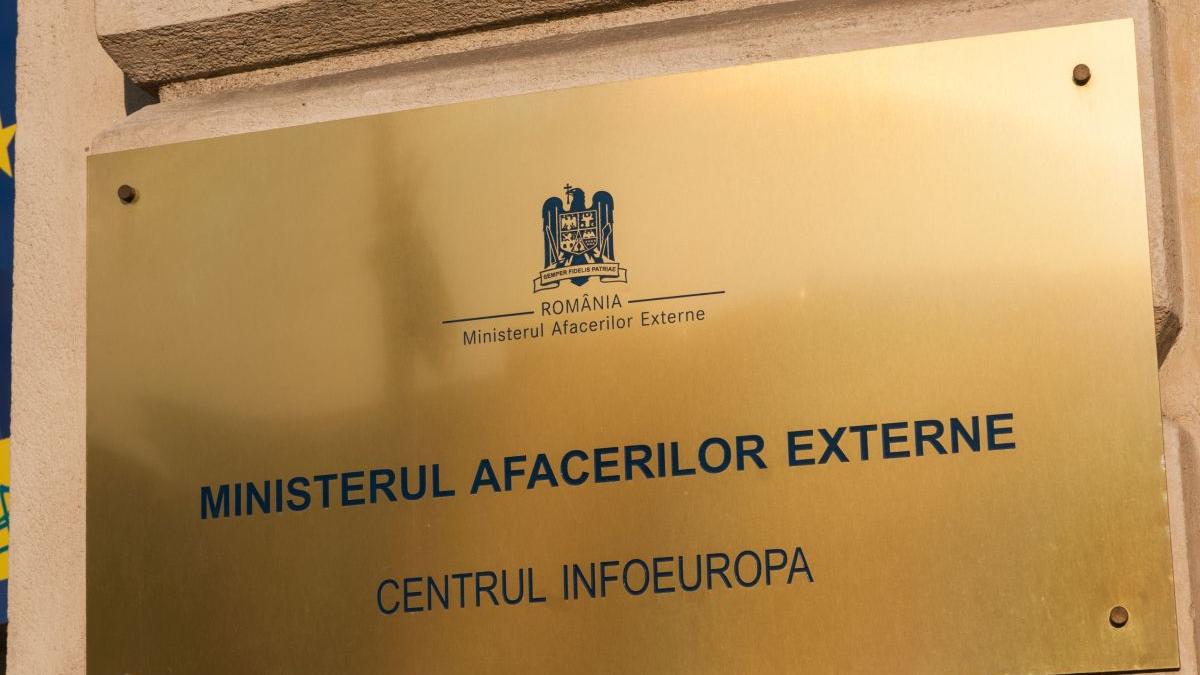 SEMPER FIDELIS PATRIAE
ROMÂNIA
Ministerul Afacerilor Externe
MINISTERUL AFACERILOR EXTERNE
CENTRUL INFOEUROPA